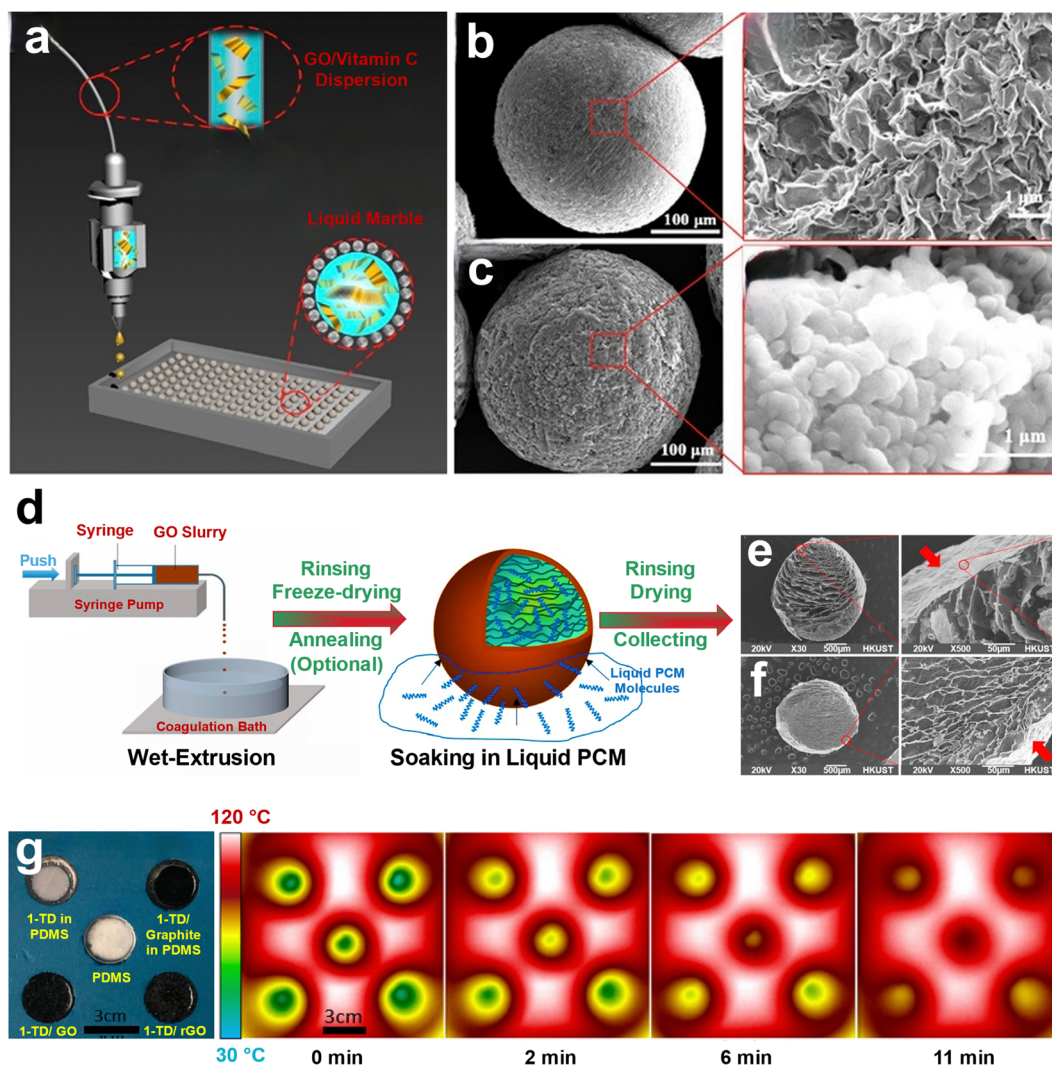 a
GO/Vitamin C
Dispersion
Liquid Marble
b
100 μm
1 μm
c
100 μm
1 μm
d
Syringe
GO Slurry
Push
Syringe Pump
Coagulation Bath
Wet-Extrusion
Rinsing
Freeze-drying
Annealing
(Optional)
Liquid PCM
Molecules
Soaking in Liquid PCM
Rinsing
Drying
Collecting
e
20kV X30 500μm HKUST
20kV X500 50μm HKUST
f
20kV X30 500μm HKUST
20kV X500 50μm HKUST
g
1-TD in
PDMS
1-TD/
Graphite
in PDMS
PDMS
1-TD/ GO
3cm
1-TD/ rGO
120 °C
30 °C
3cm
0 min
2 min
6 min
11 min